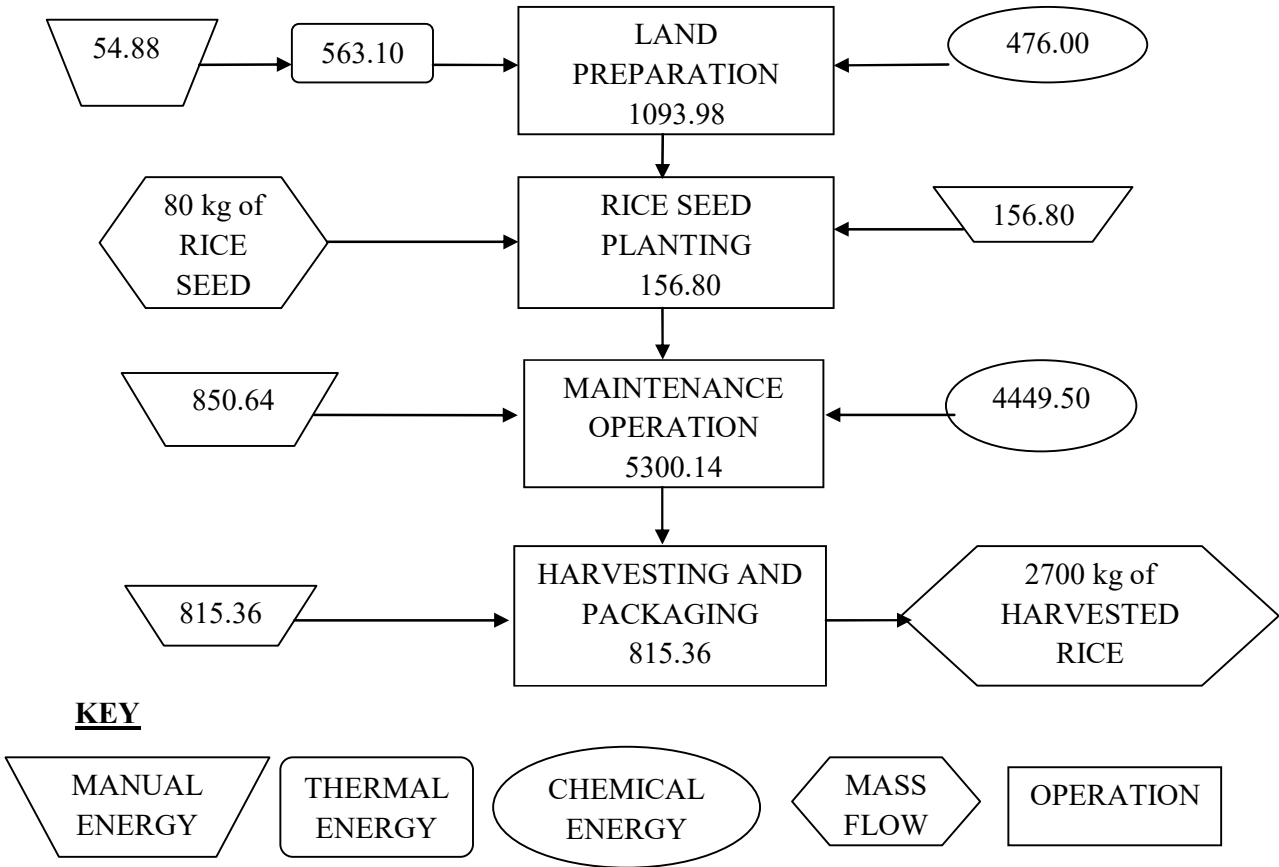 54.88
563.10
LAND
PREPARATION
1093.98
476.00
80 kg of
RICE
SEED
RICE SEED
PLANTING
156.80
156.80
850.64
MAINTENANCE
OPERATION
5300.14
4449.50
815.36
HARVESTING AND
PACKAGING
815.36
2700 kg of
HARVESTED
RICE
KEY
MANUAL
ENERGY
THERMAL
ENERGY
CHEMICAL
ENERGY
MASS
FLOW
OPERATION